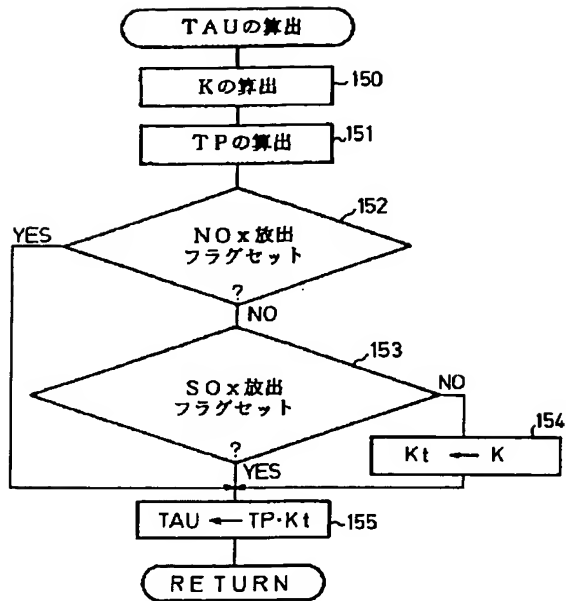 TAUの算出
Kの算出
150
TPの算出
151
152
YES
NOx放出
フラグセット
?
NO
153
SOx放出
フラグセット
?
NO
154
YES
Kt ← K
TAU ← TP·Kt
155
RETURN